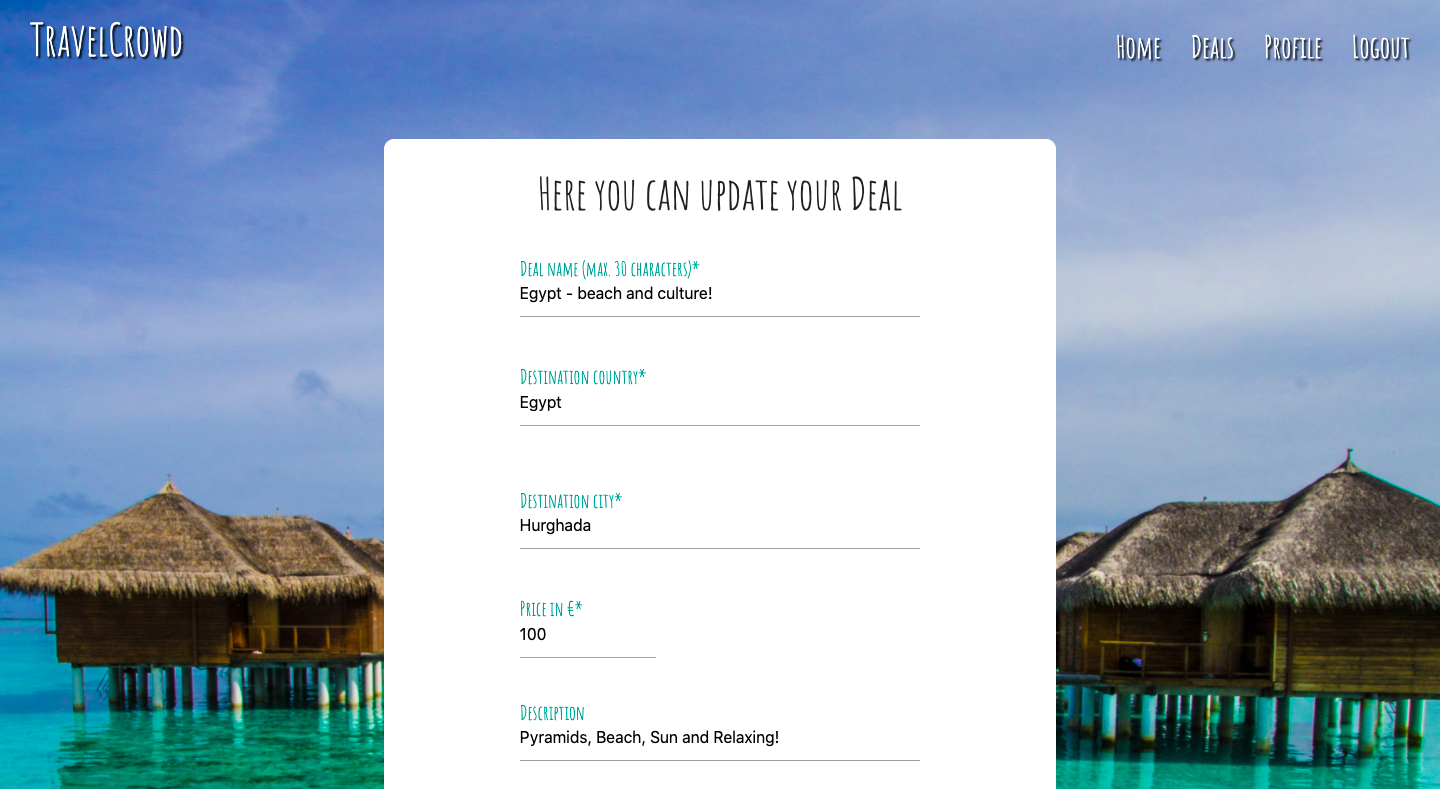 TravelCrowd
Home Deals Profile Logout
Here you can update your Deal
Deal name (max. 30 characters)*
Egypt - beach and culture!
Destination country*
Egypt
Destination city*
Hurghada
Price in €*
100
Description
Pyramids, Beach, Sun and Relaxing!